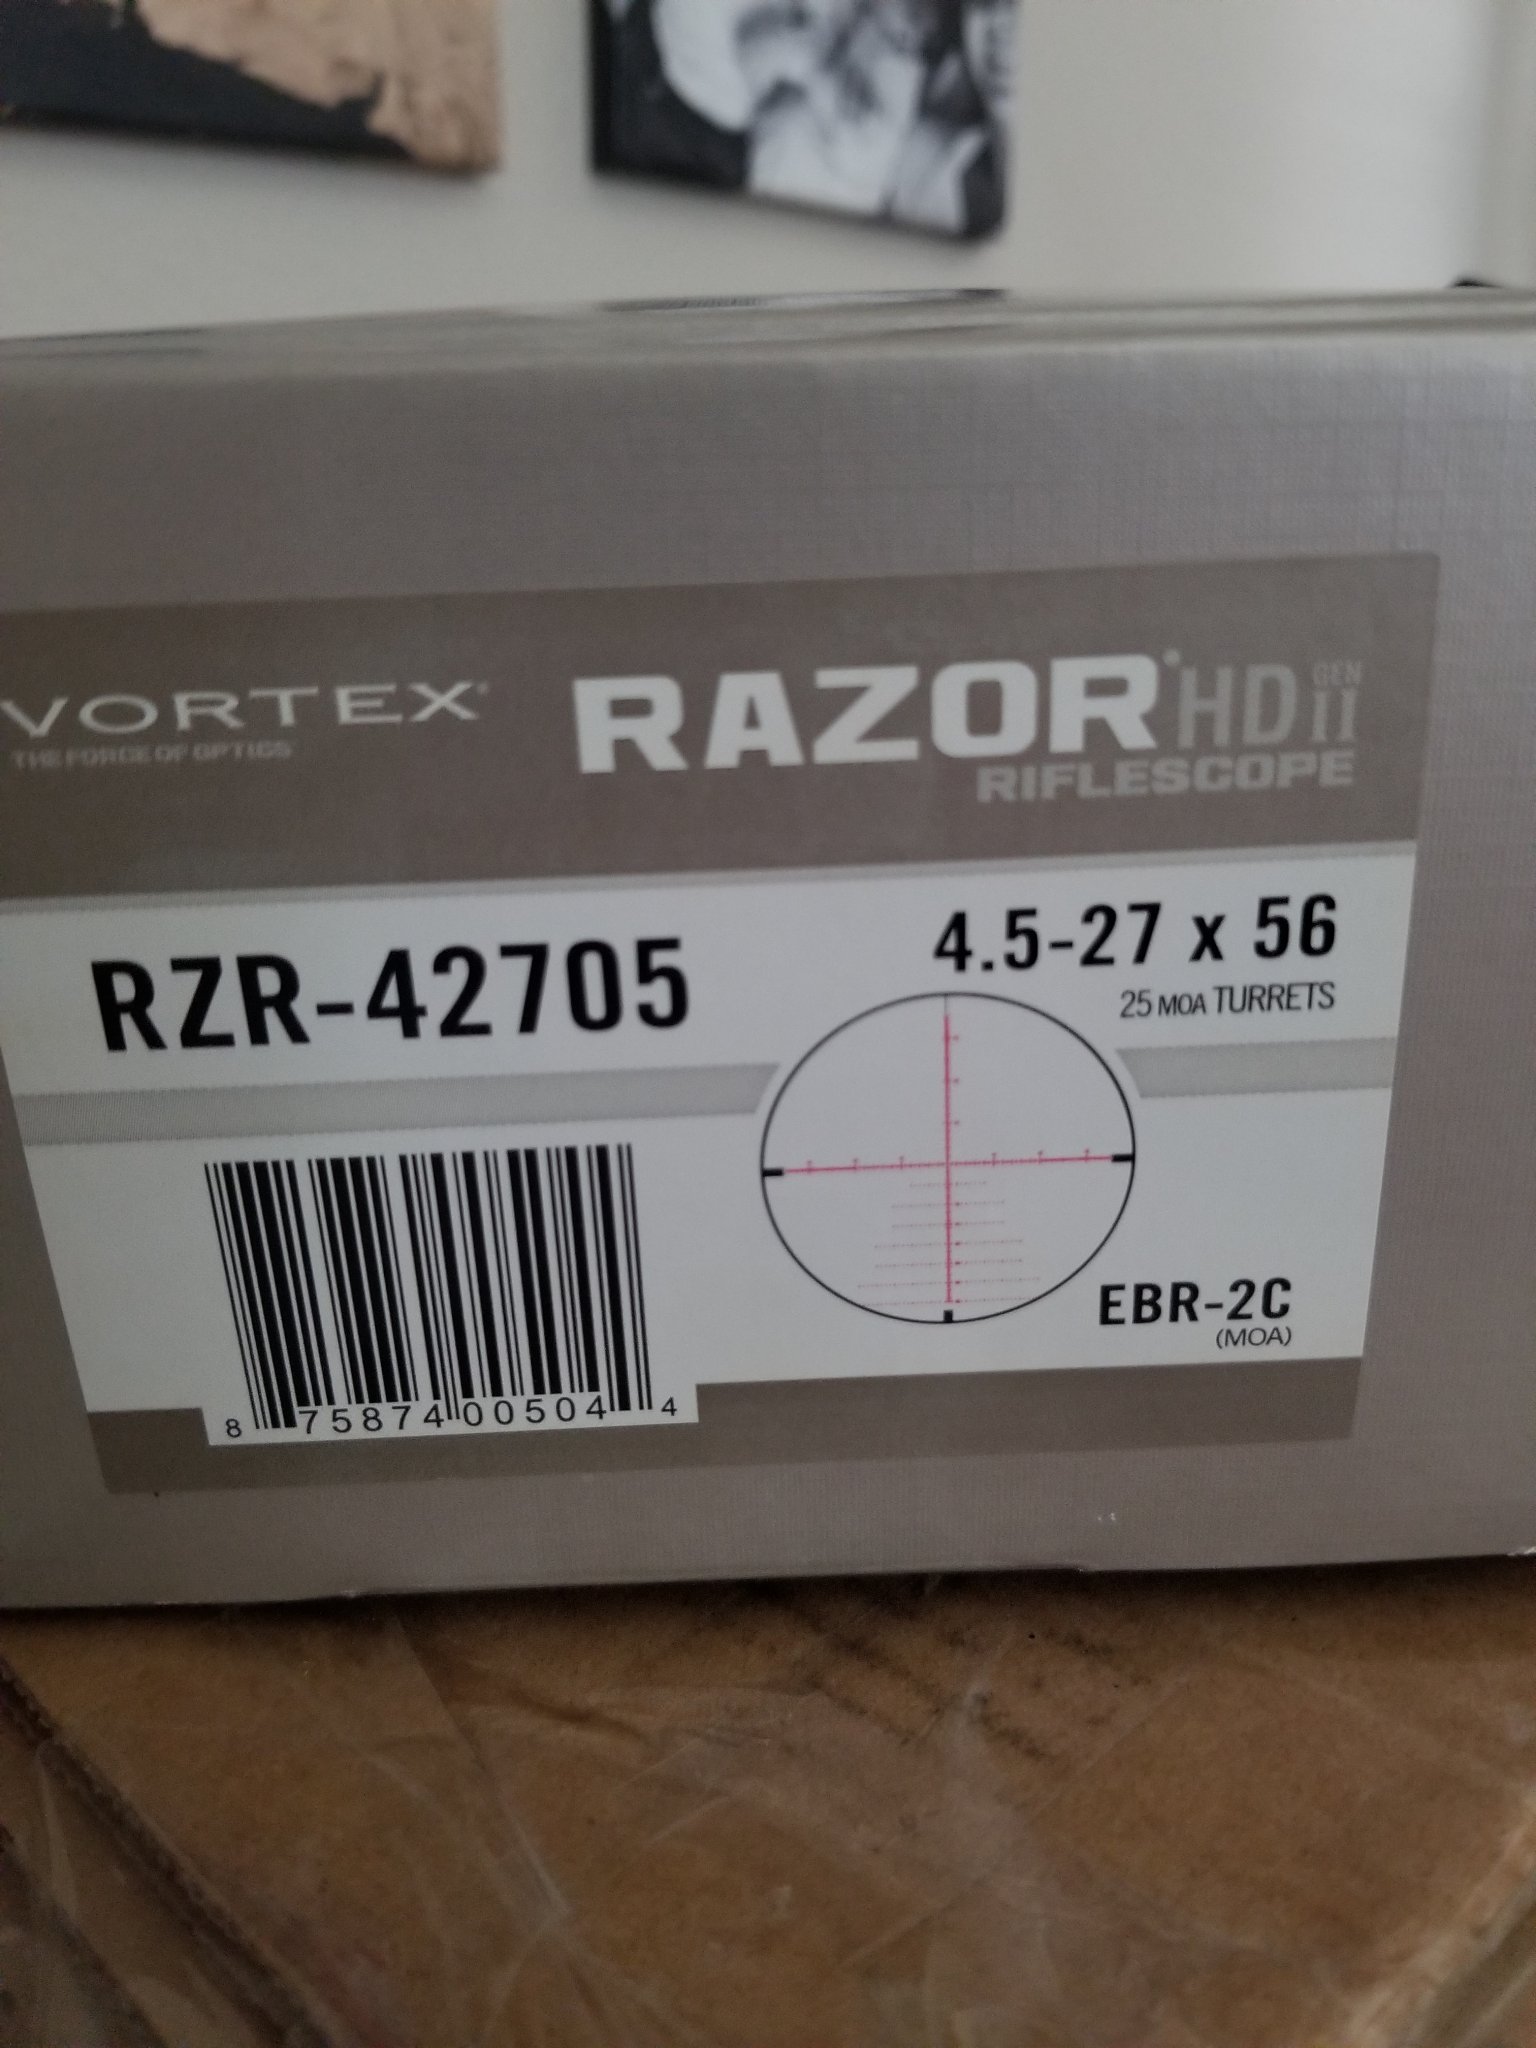 VORTEX®
THE FORCE OF OPTICS
RAZOR® HD GEN II
RIFLESCOPE
RZR-42705
4.5-27 x 56
25 MOA TURRETS
EBR-2C
(MOA)
8 75874 00504 4